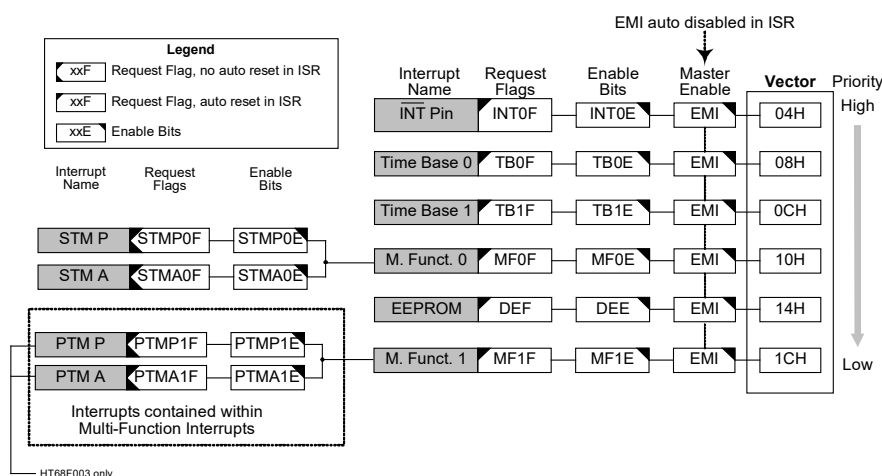 EMI auto disabled in ISR
Legend
xxF Request Flag, no auto reset in ISR
xxF Request Flag, auto reset in ISR
xxE Enable Bits
Interrupt Name Request Flags Enable Bits Master Enable Vector Priority
INT Pin INT0F INT0E EMI 04H High
Time Base 0 TB0F TB0E EMI 08H
Time Base 1 TB1F TB1E EMI 0CH
Interrupt Name Request Flags Enable Bits
STM P STMP0F STMP0E
STM A STMA0F STMA0E
M. Funct. 0 MF0F MF0E EMI 10H
EEPROM DEF DEE EMI 14H
PTM P PTMP1F PTMP1E
PTM A PTMA1F PTMA1E
M. Funct. 1 MF1F MF1E EMI 1CH Low
Interrupts contained within
Multi-Function Interrupts
HT68F003 only